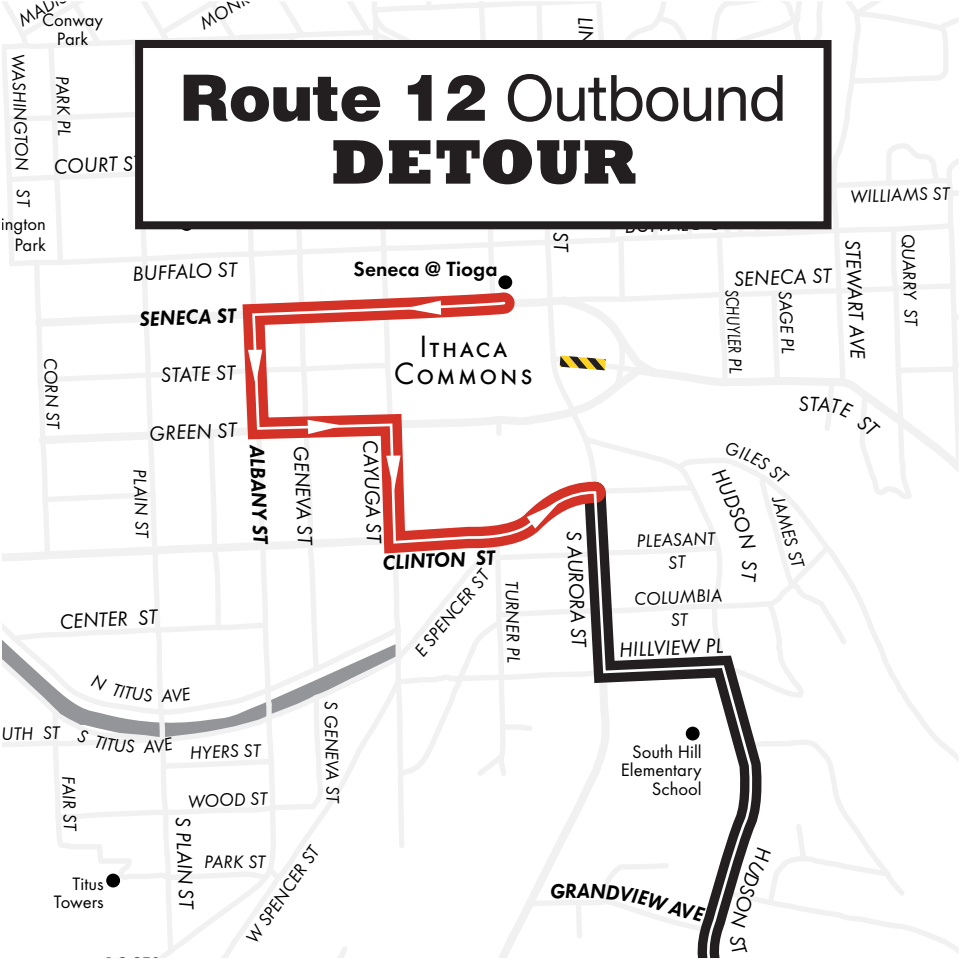 Conway
Park
WASHINGTON ST
PARK PL
Route 12 Outbound
DETOUR
COURT S
WILLIAMS ST
ington
Park
ST
BUFFALO ST
Seneca @ Tioga
SENECA ST
STEWART AVE
QUARRY ST
SENECA ST
SCHUYLER PL
SAGE PL
ITHACA
COMMONS
STATE ST
CORN ST
STATE ST
GREEN ST
ALBANY ST
GENEVA ST
CAYUGA ST
PLAIN ST
GILES ST
HUDSON ST
JAMES ST
CLINTON ST
S AURORA ST
PLEASANT
ST
E SPENCER ST
TURNER PL
COLUMBIA
ST
CENTER ST
HILLVIEW PL
N TITUS AVE
UTH ST
S TITUS AVE
HYERS ST
S GENEVA ST
South Hill
Elementary
School
FAIR ST
WOOD ST
S PLAIN ST
PARK ST
W SPENCER ST
Titus
Towers
GRANDVIEW AVE
HUDSON ST